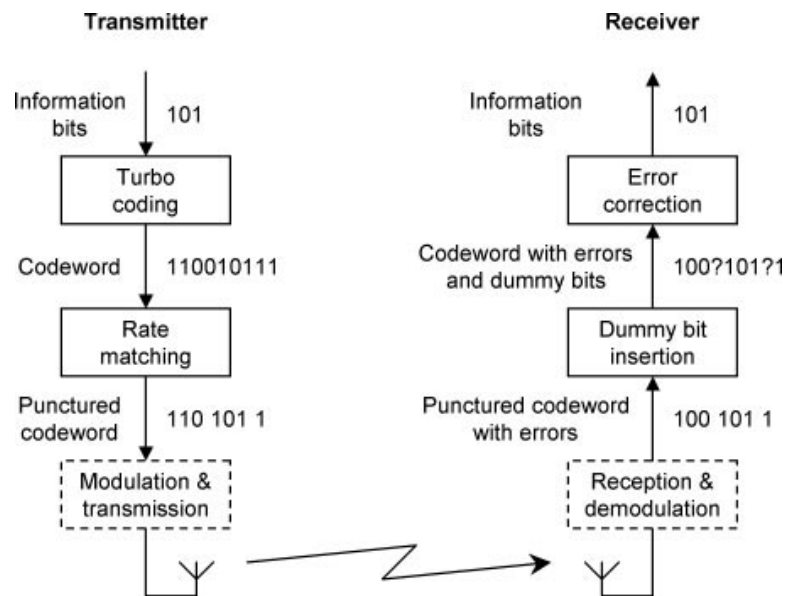 Transmitter
Information
bits
101
Turbo
coding
Codeword
110010111
Rate
matching
Punctured
codeword
110 101 1
Modulation &
transmission
Receiver
Information
bits
101
Error
correction
Codeword with errors
and dummy bits
100?101?1
Dummy bit
insertion
Punctured codeword
with errors
100 101 1
Reception &
demodulation